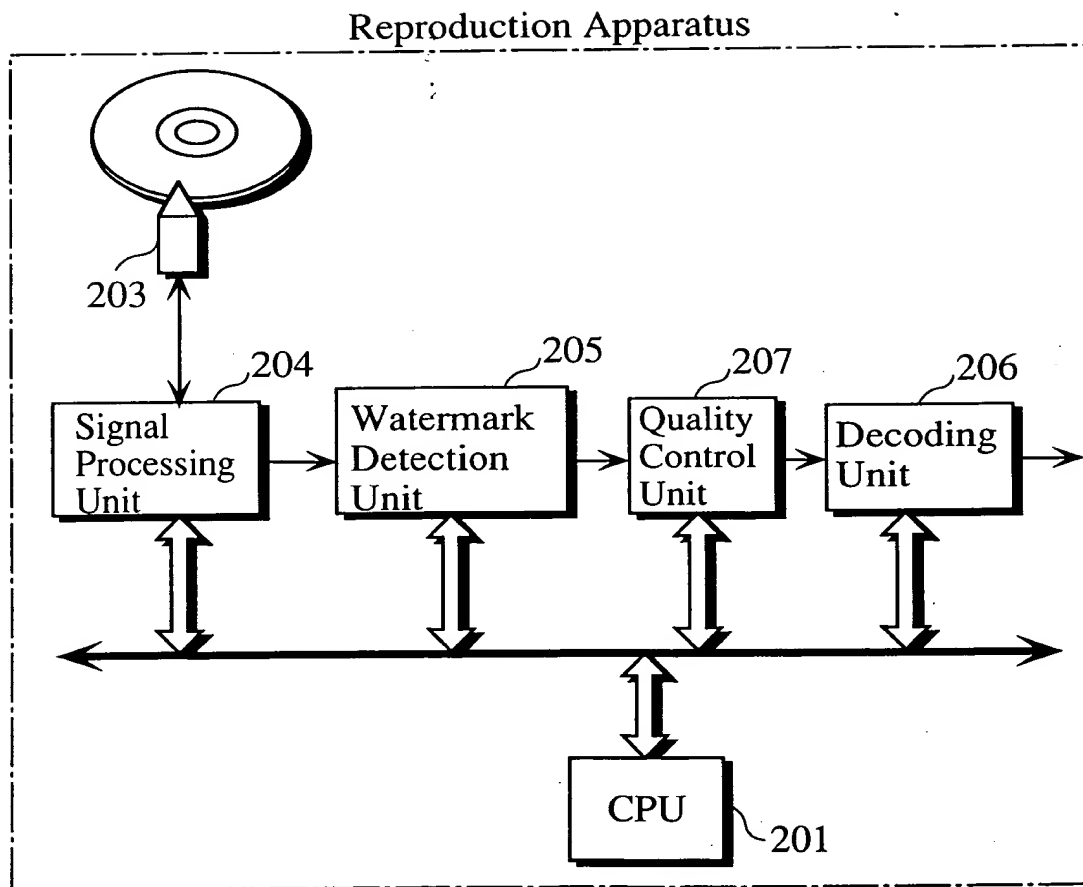 Reproduction Apparatus
203
204
Signal
Processing
Unit
205
Watermark
Detection
Unit
207
Quality
Control
Unit
206
Decoding
Unit
CPU
201